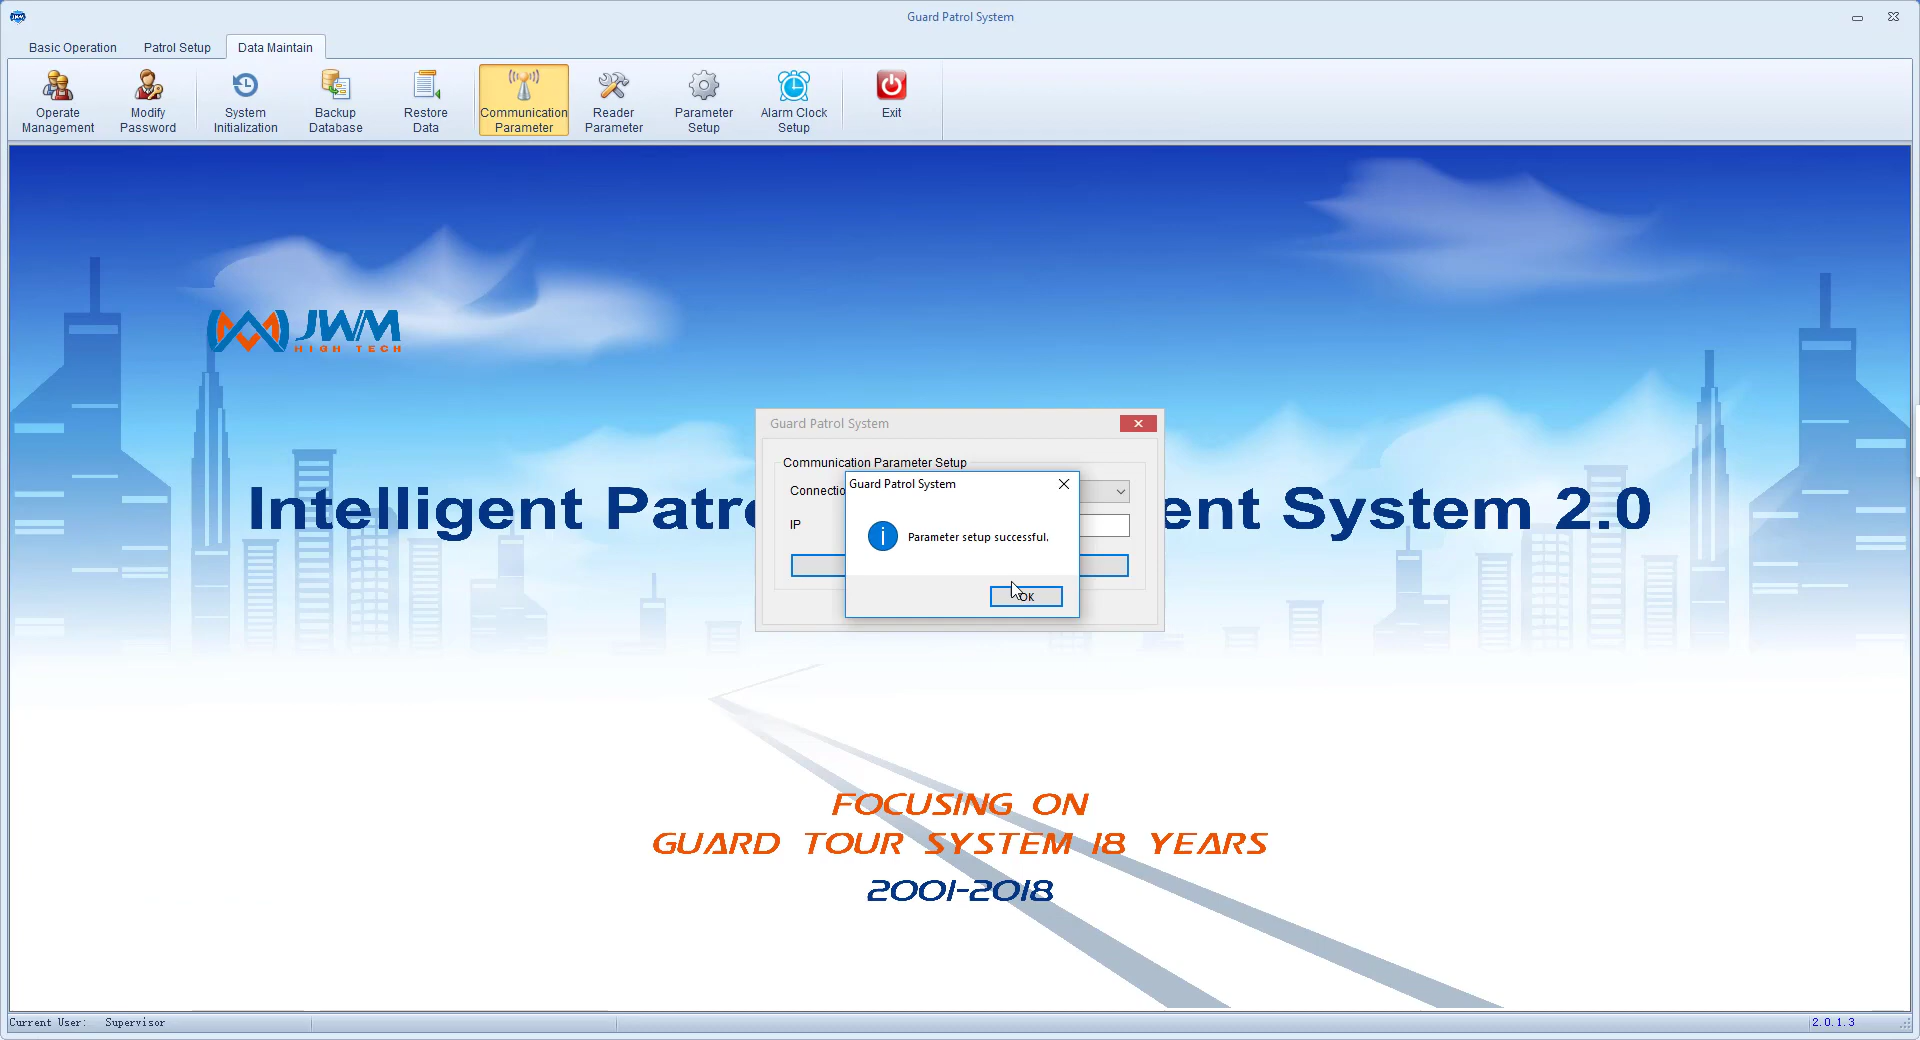 JWM
Guard Patrol System
Basic Operation
Patrol Setup
Data Maintain
Operate
Management
Modify
Password
System
Initialization
Backup
Database
Restore
Data
Communication
Parameter
Reader
Parameter
Parameter
Setup
Alarm Clock
Setup
Exit
JWM
HIGH TECH
Guard Patrol System
Communication Parameter Setup
Connectio
IP
Guard Patrol System
Parameter setup successful.
OK
Intelligent Patr ent System 2.0
FOCUSING ON
GUARD TOUR SYSTEM 18 YEARS
2001-2018
Current User: Supervisor
2.0.1.3